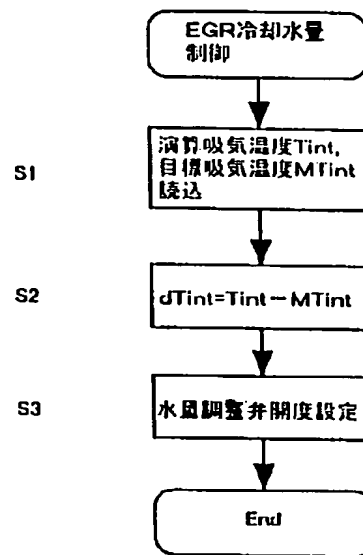 EGR冷却水量
制御
S1
演算吸気温度Tint,
目標吸気温度MTint
読込
S2
dTint=Tint－MTint
S3
水量調整弁開度設定
End